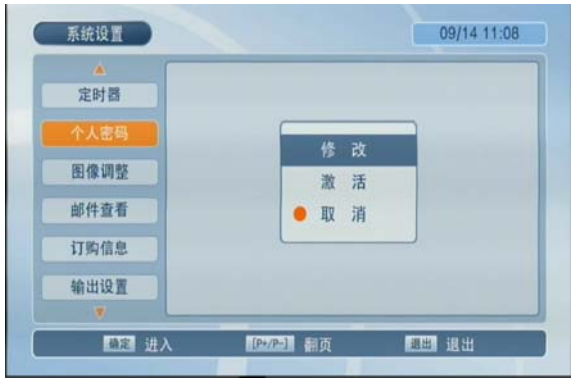 系统设置
09/14 11:08
定时器
个人密码
图像调整
邮件查看
订购信息
输出设置
修 改
激 活
取 消
确定 进入 [P+/P-] 翻页 退出 退出